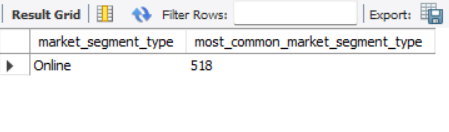 Result Grid Filter Rows: Export:
market_segment_type most_common_market_segment_type
Online 518